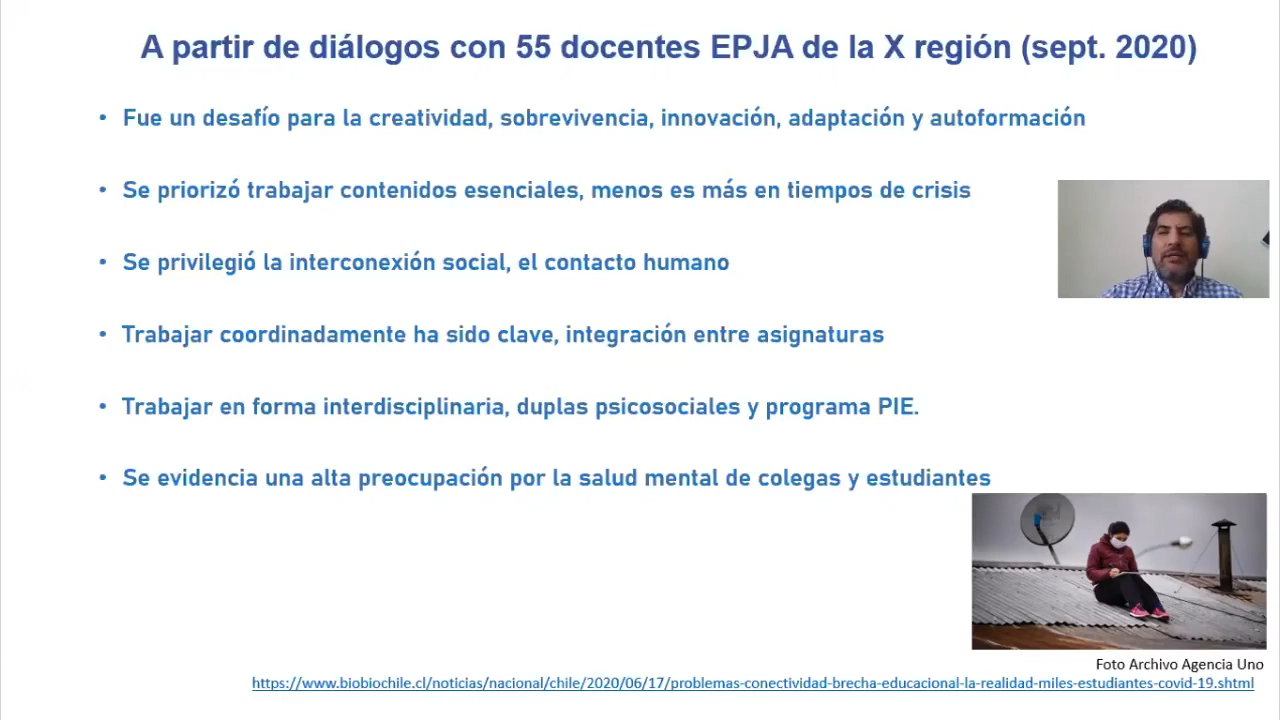 A partir de diálogos con 55 docentes EPJA de la X región (sept. 2020)
• Fue un desafío para la creatividad, sobrevivencia, innovación, adaptación y autoformación
• Se priorizó trabajar contenidos esenciales, menos es más en tiempos de crisis
• Se privilegió la interconexión social, el contacto humano
• Trabajar coordinadamente ha sido clave, integración entre asignaturas
• Trabajar en forma interdisciplinaria, duplas psicosociales y programa PIE.
• Se evidencia una alta preocupación por la salud mental de colegas y estudiantes
Foto Archivo Agencia Uno
https://www.biobiochile.cl/noticias/nacional/chile/2020/06/17/problemas-conectividad-brecha-educacional-la-realidad-miles-estudiantes-covid-19.shtml